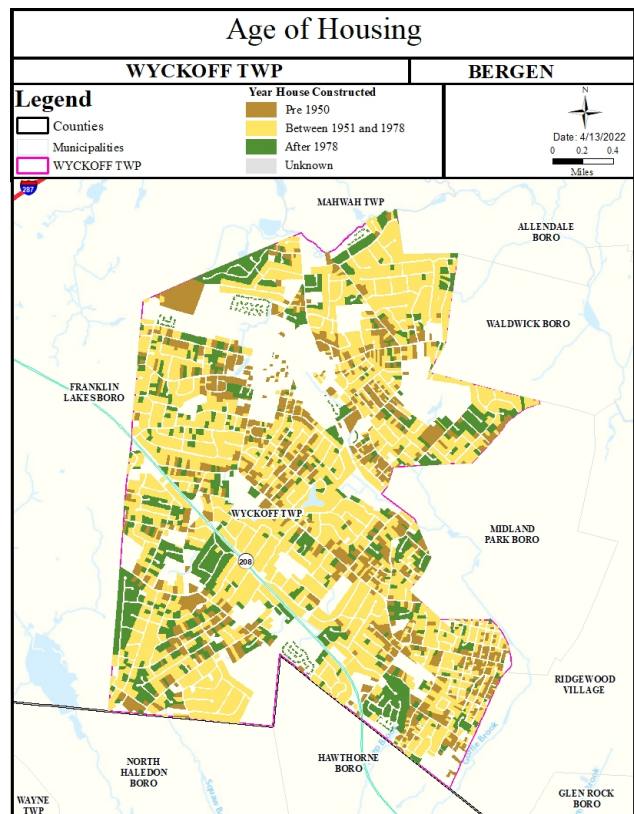 Age of Housing
WYCKOFF TWP
BERGEN
Legend
Counties
Municipalities
WYCKOFF TWP
Year House Constructed
Pre 1950
Between 1951 and 1978
After 1978
Unknown
N
Date: 4/13/2022
0 0.2 0.4
Miles
287
MAHWAH TWP
ALLENDALE
BORO
WALDWICK BORO
FRANKLIN
LAKES BORO
WYCKOFF TWP
208
MIDLAND
PARK BORO
RIDGEWOOD
VILLAGE
NORTH
HALEDON
BORO
HAWTHORNE
BORO
WAYNE
TWP
GLEN ROCK
BORO
Brook